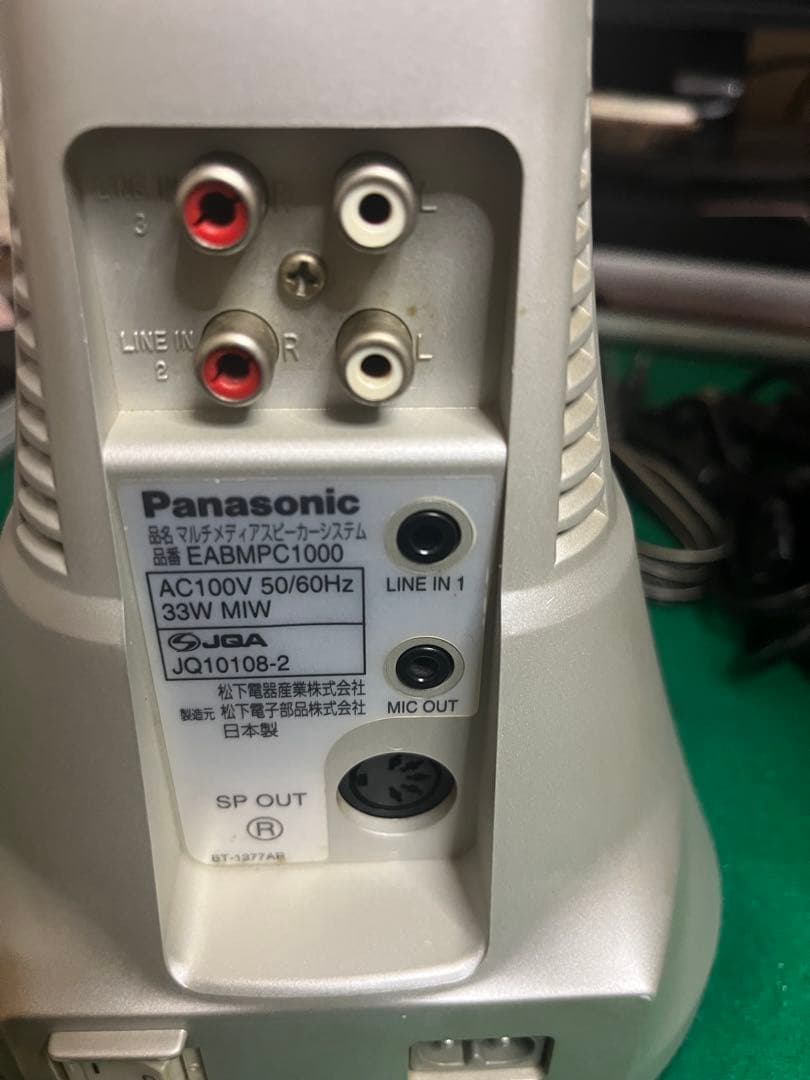 LINE IN R L
3
LINE IN R L
2
Panasonic
品名 マルチメディアスピーカーシステム
品番 EABMPC1000
AC100V 50/60Hz
33W MIW
JQA
JQ10108-2
LINE IN 1
松下電器産業株式会社
製造元 松下電子部品株式会社
日本製
MIC OUT
SP OUT
R